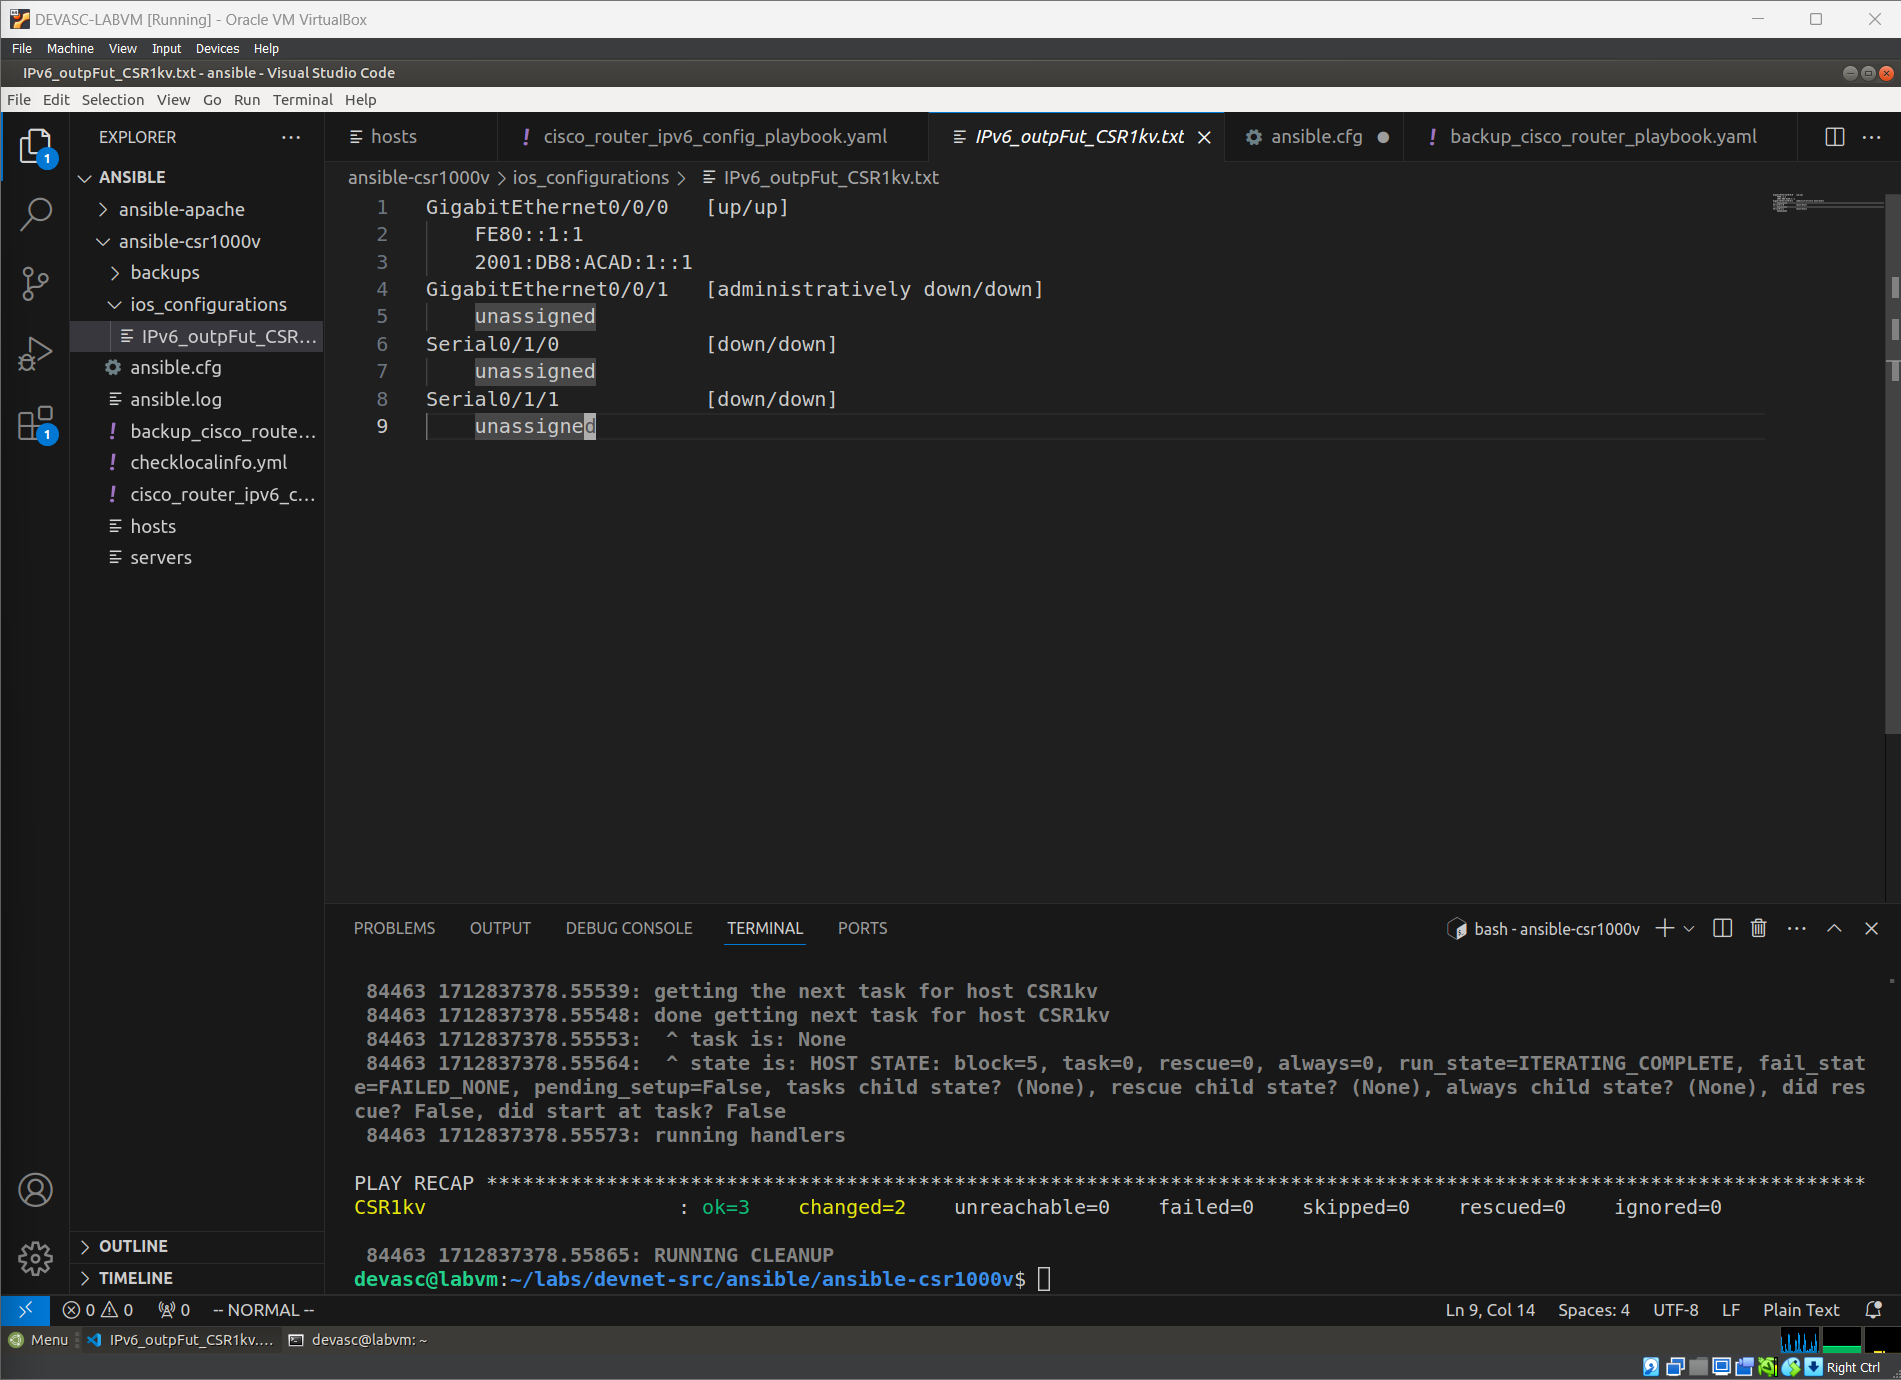 DEVASC-LABVM [Running] - Oracle VM VirtualBox
File Machine View Input Devices Help
IPv6_outpFut_CSR1kv.txt - ansible - Visual Studio Code
File Edit Selection View Go Run Terminal Help
EXPLORER
hosts
! cisco_router_ipv6_config_playbook.yaml
IPv6_outpFut_CSR1kv.txt
ansible.cfg
! backup_cisco_router_playbook.yaml
1
ANSIBLE
ansible-apache
ansible-csr1000v
backups
ios_configurations
IPv6_outpFut_CSR...
ansible.cfg
ansible.log
! backup_cisco_route...
! checklocalinfo.yml
! cisco_router_ipv6_c...
hosts
servers
1
OUTLINE
TIMELINE
ansible-csr1000v > ios_configurations > IPv6_outpFut_CSR1kv.txt
1 GigabitEthernet0/0/0 [up/up]
2 FE80::1:1
3 2001:DB8:ACAD:1::1
4 GigabitEthernet0/0/1 [administratively down/down]
5 unassigned
6 Serial0/1/0 [down/down]
7 unassigned
8 Serial0/1/1 [down/down]
9 unassigned
PROBLEMS OUTPUT DEBUG CONSOLE TERMINAL PORTS
bash - ansible-csr1000v
84463 1712837378.55539: getting the next task for host CSR1kv
84463 1712837378.55548: done getting next task for host CSR1kv
84463 1712837378.55553: ^ task is: None
84463 1712837378.55564: ^ state is: HOST STATE: block=5, task=0, rescue=0, always=0, run_state=ITERATING_COMPLETE, fail_stat
e=FAILED_NONE, pending_setup=False, tasks child state? (None), rescue child state? (None), always child state? (None), did res
cue? False, did start at task? False
84463 1712837378.55573: running handlers
PLAY RECAP *******************************************************************************************************************
CSR1kv : ok=3 changed=2 unreachable=0 failed=0 skipped=0 rescued=0 ignored=0
84463 1712837378.55865: RUNNING CLEANUP
devasc@labvm:~/labs/devnet-src/ansible/ansible-csr1000v$
0 0 0 -- NORMAL -- Ln 9, Col 14 Spaces: 4 UTF-8 LF Plain Text
Menu IPv6_outpFut_CSR1kv.... devasc@labvm: ~
Right Ctrl